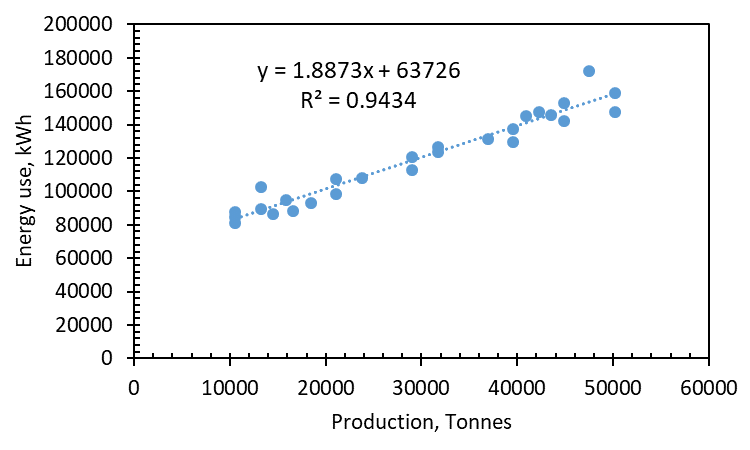 200000
180000
160000
140000
120000
100000
80000
60000
40000
20000
0
y = 1.8873x + 63726
R² = 0.9434
Energy use, kWh
0 10000 20000 30000 40000 50000 60000
Production, Tonnes